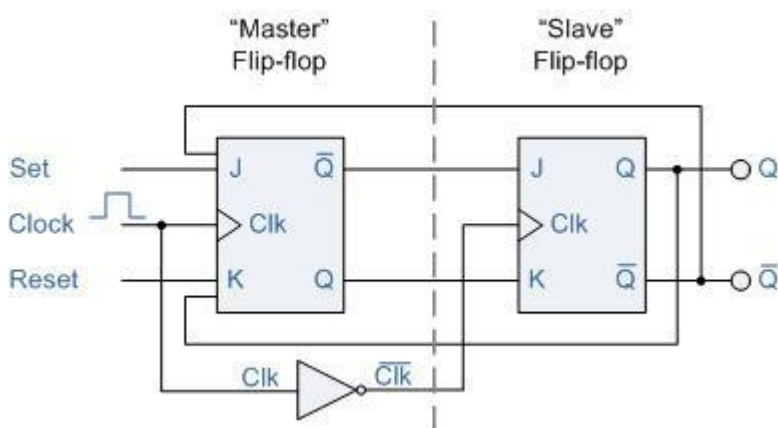 “Master”
Flip-flop
“Slave”
Flip-flop
Set
J
Q̅
J
Q
Q
Clock
Clk
Clk
Reset
K
Q
K
Q̅
Q̅
Clk
C̅l̅k̅